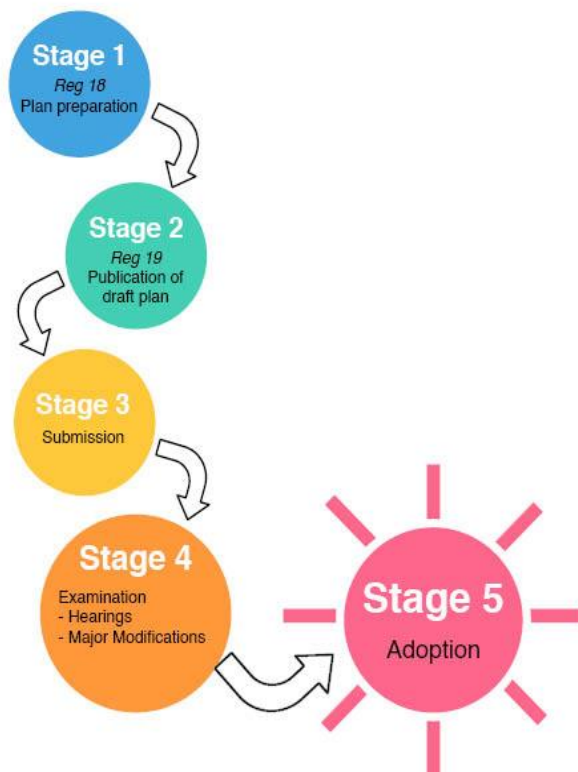 Stage 1
Reg 18
Plan preparation
Stage 2
Reg 19
Publication of
draft plan
Stage 3
Submission
Stage 4
Examination
- Hearings
- Major Modifications
Stage 5
Adoption